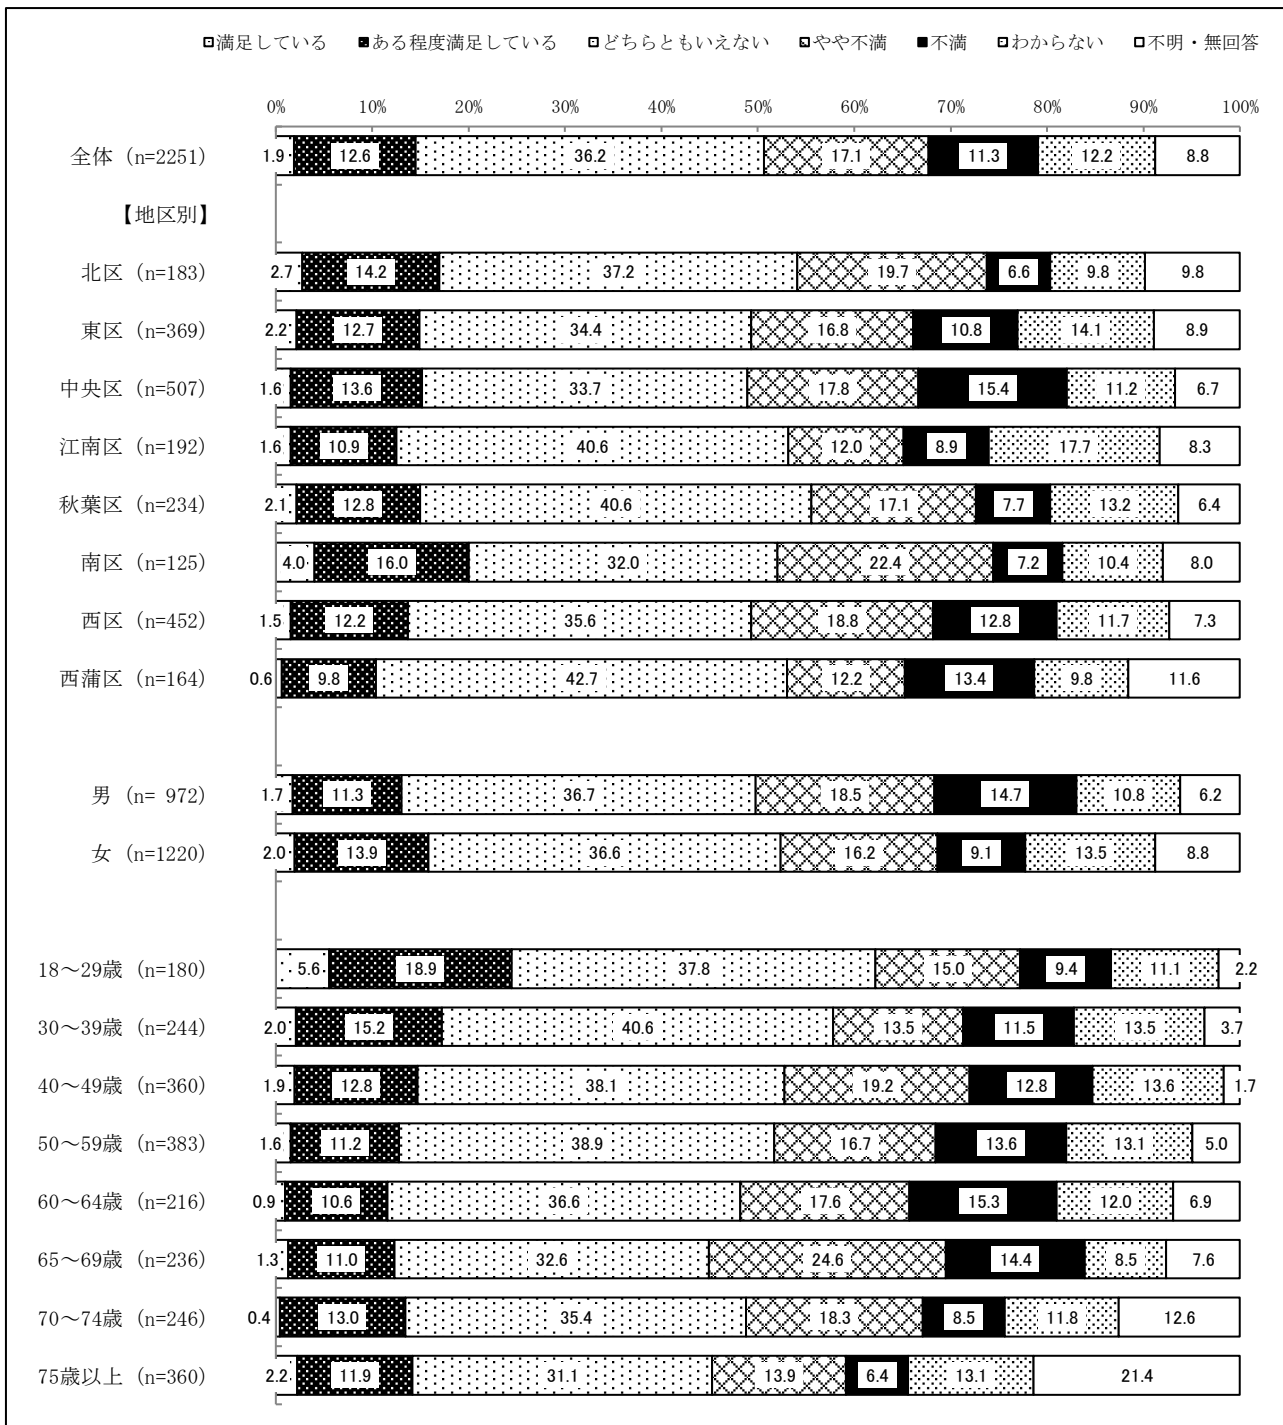 満足している ある程度満足している どちらともいえない やや不満 不満 わからない 不明・無回答
0% 10% 20% 30% 40% 50% 60% 70% 80% 90% 100%
全体 (n=2251) 1.9 12.6 36.2 17.1 11.3 12.2 8.8
【地区別】
北区 (n=183) 2.7 14.2 37.2 19.7 6.6 9.8 9.8
東区 (n=369) 2.2 12.7 34.4 16.8 10.8 14.1 8.9
中央区 (n=507) 1.6 13.6 33.7 17.8 15.4 11.2 6.7
江南区 (n=192) 1.6 10.9 40.6 12.0 8.9 17.7 8.3
秋葉区 (n=234) 2.1 12.8 40.6 17.1 7.7 13.2 6.4
南区 (n=125) 4.0 16.0 32.0 22.4 7.2 10.4 8.0
西区 (n=452) 1.5 12.2 35.6 18.8 12.8 11.7 7.3
西蒲区 (n=164) 0.6 9.8 42.7 12.2 13.4 9.8 11.6
男 (n= 972) 1.7 11.3 36.7 18.5 14.7 10.8 6.2
女 (n=1220) 2.0 13.9 36.6 16.2 9.1 13.5 8.8
18～29歳 (n=180) 5.6 18.9 37.8 15.0 9.4 11.1 2.2
30～39歳 (n=244) 2.0 15.2 40.6 13.5 11.5 13.5 3.7
40～49歳 (n=360) 1.9 12.8 38.1 19.2 12.8 13.6 1.7
50～59歳 (n=383) 1.6 11.2 38.9 16.7 13.6 13.1 5.0
60～64歳 (n=216) 0.9 10.6 36.6 17.6 15.3 12.0 6.9
65～69歳 (n=236) 1.3 11.0 32.6 24.6 14.4 8.5 7.6
70～74歳 (n=246) 0.4 13.0 35.4 18.3 8.5 11.8 12.6
75歳以上 (n=360) 2.2 11.9 31.1 13.9 6.4 13.1 21.4